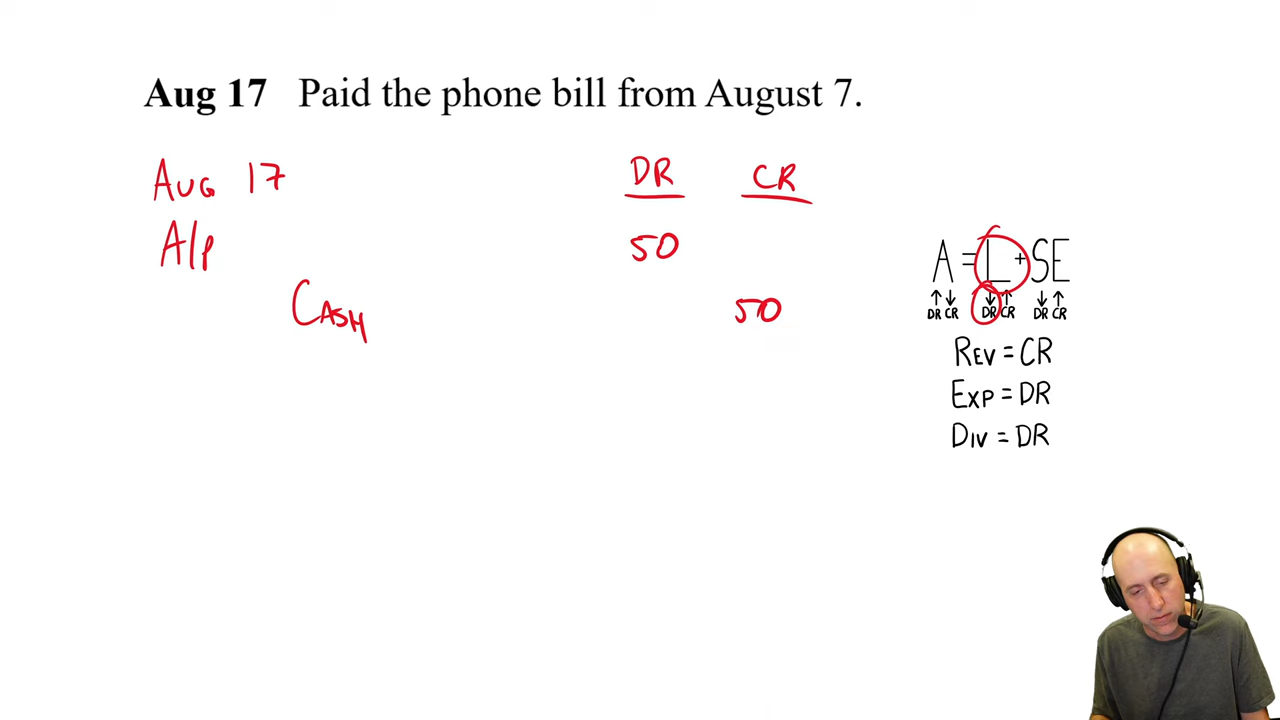 Aug 17 Paid the phone bill from August 7.
Aug 17 DR CR
A/P 50
Cash 50
A = L + SE
↑ ↓ ↓ ↑ ↓ ↑
DR CR DR CR DR CR
Rev = CR
Exp = DR
Div = DR